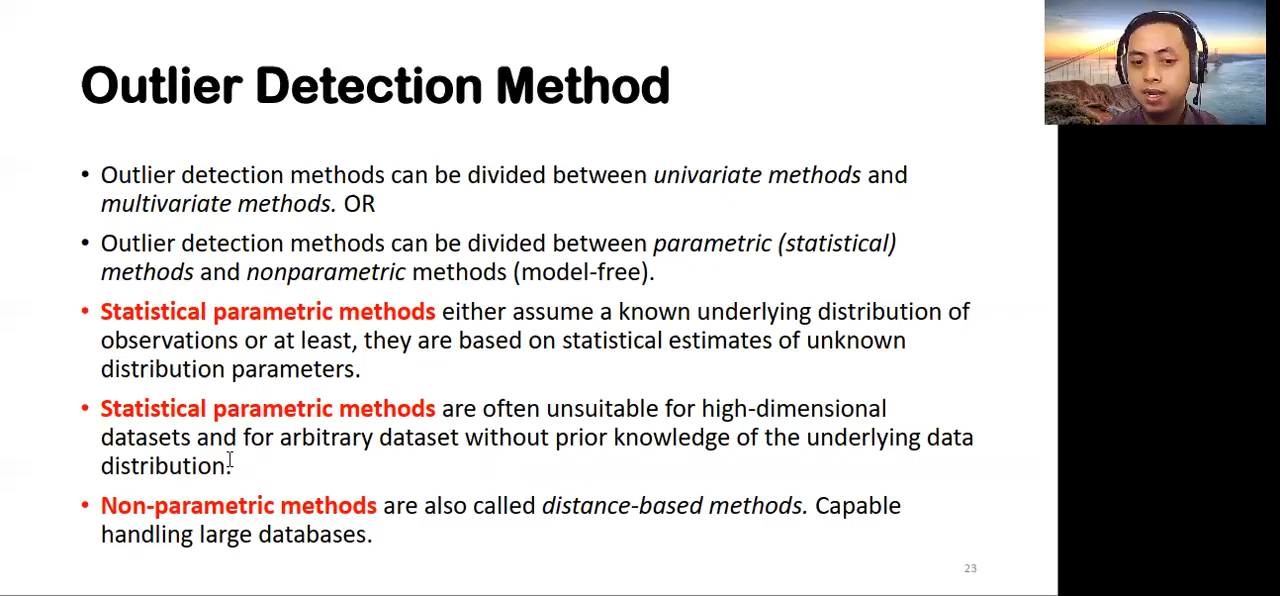 Outlier Detection Method
• Outlier detection methods can be divided between univariate methods and
multivariate methods. OR
• Outlier detection methods can be divided between parametric (statistical)
methods and nonparametric methods (model-free).
• Statistical parametric methods either assume a known underlying distribution of
observations or at least, they are based on statistical estimates of unknown
distribution parameters.
• Statistical parametric methods are often unsuitable for high-dimensional
datasets and for arbitrary dataset without prior knowledge of the underlying data
distribution.
• Non-parametric methods are also called distance-based methods. Capable
handling large databases.
23